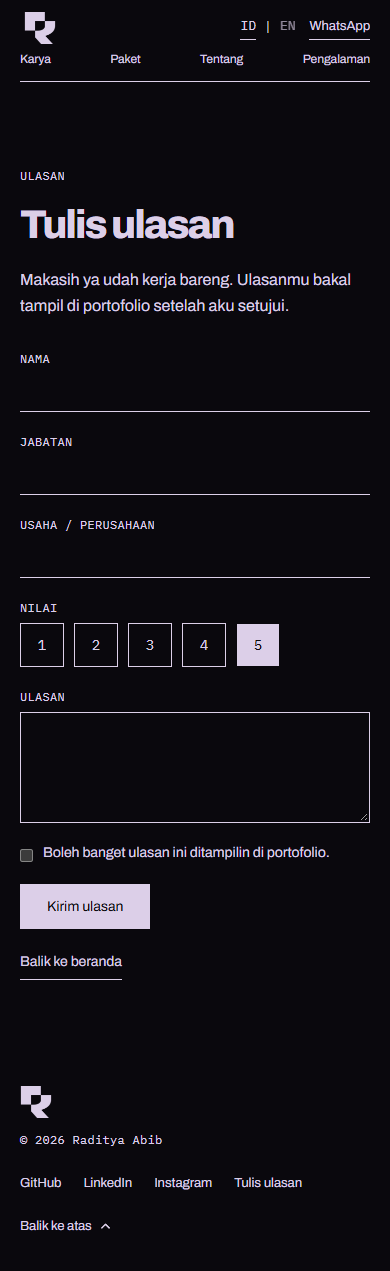 ID | EN WhatsApp
Karya Paket Tentang Pengalaman
ULASAN
Tulis ulasan
Makasih ya udah kerja bareng. Ulasanmu bakal
tampil di portofolio setelah aku setujui.
NAMA
JABATAN
USAHA / PERUSAHAAN
NILAI
1 2 3 4 5
ULASAN
Boleh banget ulasan ini ditampilin di portofolio.
Kirim ulasan
Balik ke beranda
© 2026 Raditya Abib
GitHub LinkedIn Instagram Tulis ulasan
Balik ke atas